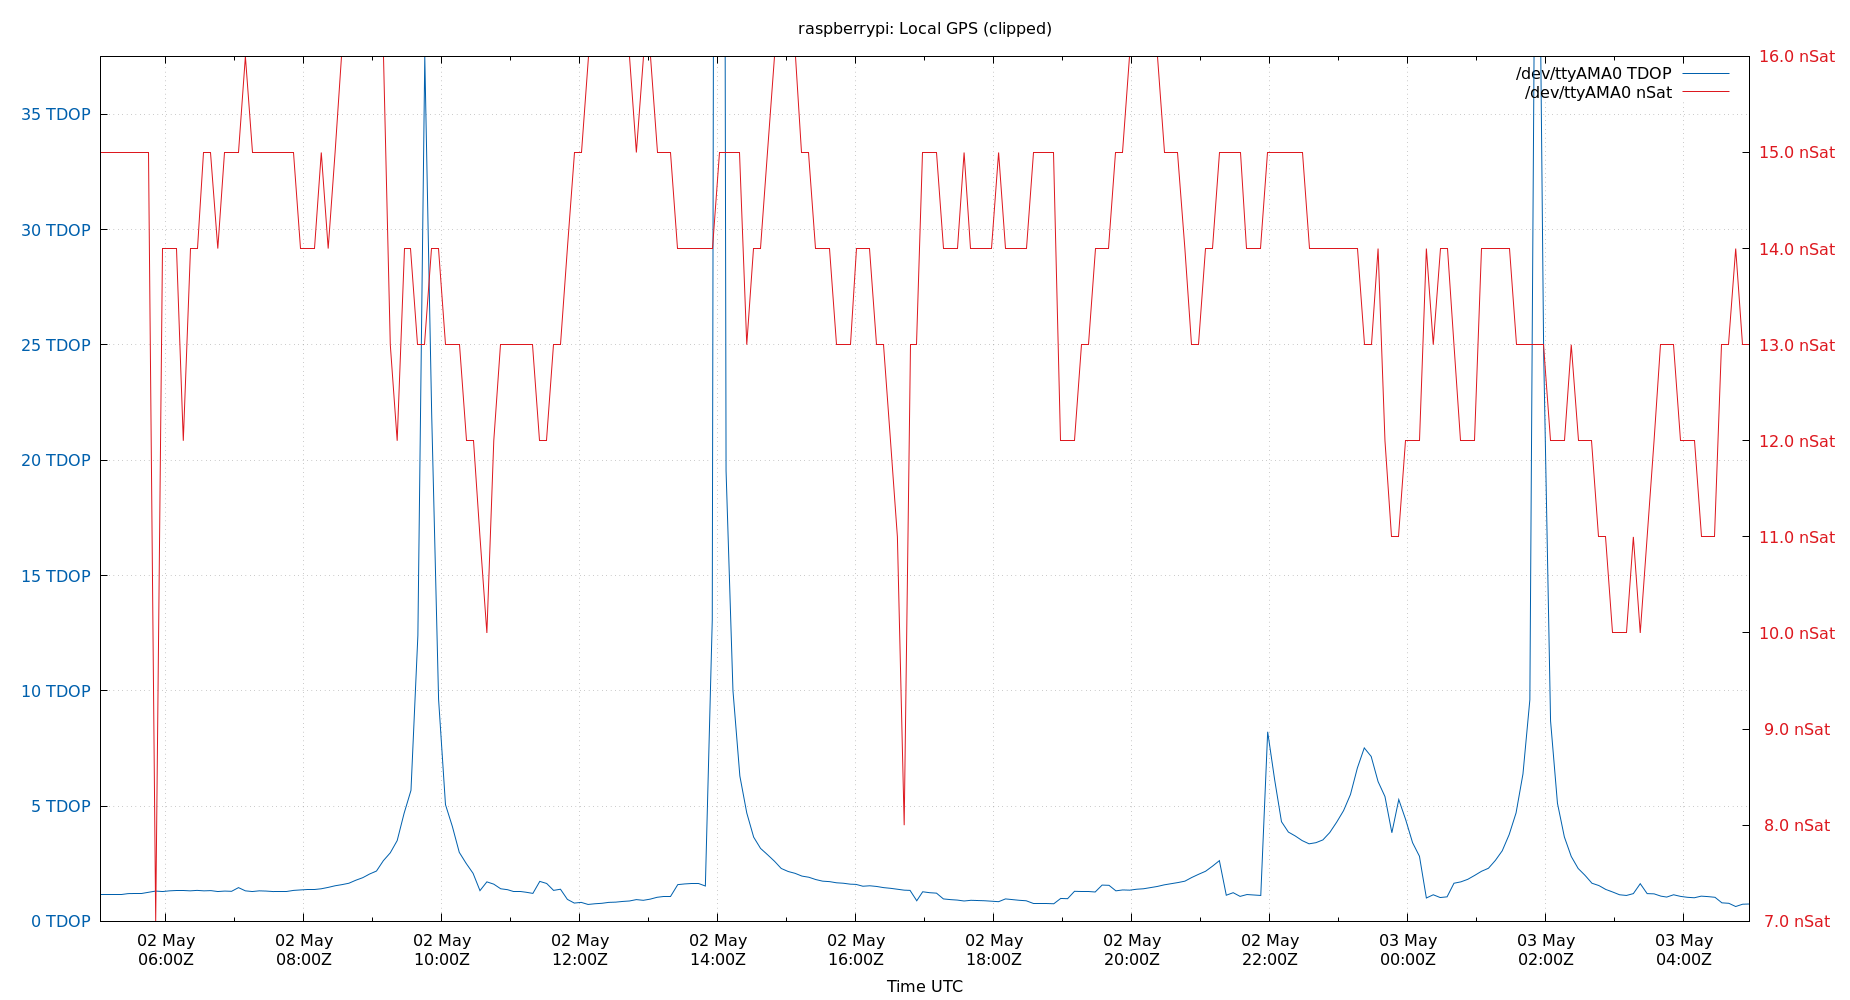 raspberrypi: Local GPS (clipped)
/dev/ttyAMA0 TDOP
/dev/ttyAMA0 nSat
35 TDOP
30 TDOP
25 TDOP
20 TDOP
15 TDOP
10 TDOP
5 TDOP
0 TDOP
16.0 nSat
15.0 nSat
14.0 nSat
13.0 nSat
12.0 nSat
11.0 nSat
10.0 nSat
9.0 nSat
8.0 nSat
7.0 nSat
02 May
06:00Z
02 May
08:00Z
02 May
10:00Z
02 May
12:00Z
02 May
14:00Z
02 May
16:00Z
02 May
18:00Z
02 May
20:00Z
02 May
22:00Z
03 May
00:00Z
03 May
02:00Z
03 May
04:00Z
Time UTC